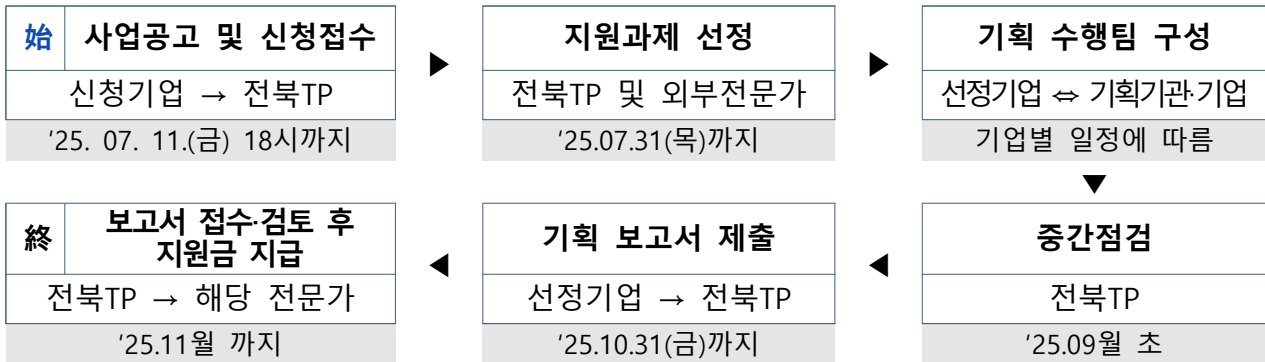 始 사업공고 및 신청접수
신청기업 → 전북TP
'25. 07. 11.(금) 18시까지
▶
지원과제 선정
전북TP 및 외부전문가
'25.07.31(목)까지
▶
기획 수행팀 구성
선정기업 ⇔ 기획기관·기업
기업별 일정에 따름
▼
중간점검
전북TP
'25.09월 초
◀
기획 보고서 제출
선정기업 → 전북TP
'25.10.31(금)까지
◀
終 보고서 접수·검토 후
지원금 지급
전북TP → 해당 전문가
'25.11월 까지